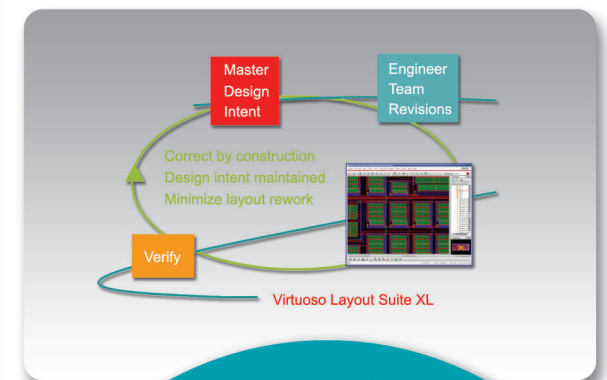 Master
Design
Intent
Engineer
Team
Revisions
Correct by construction
Design intent maintained
Minimize layout rework
Verify
Virtuoso Layout Suite XL